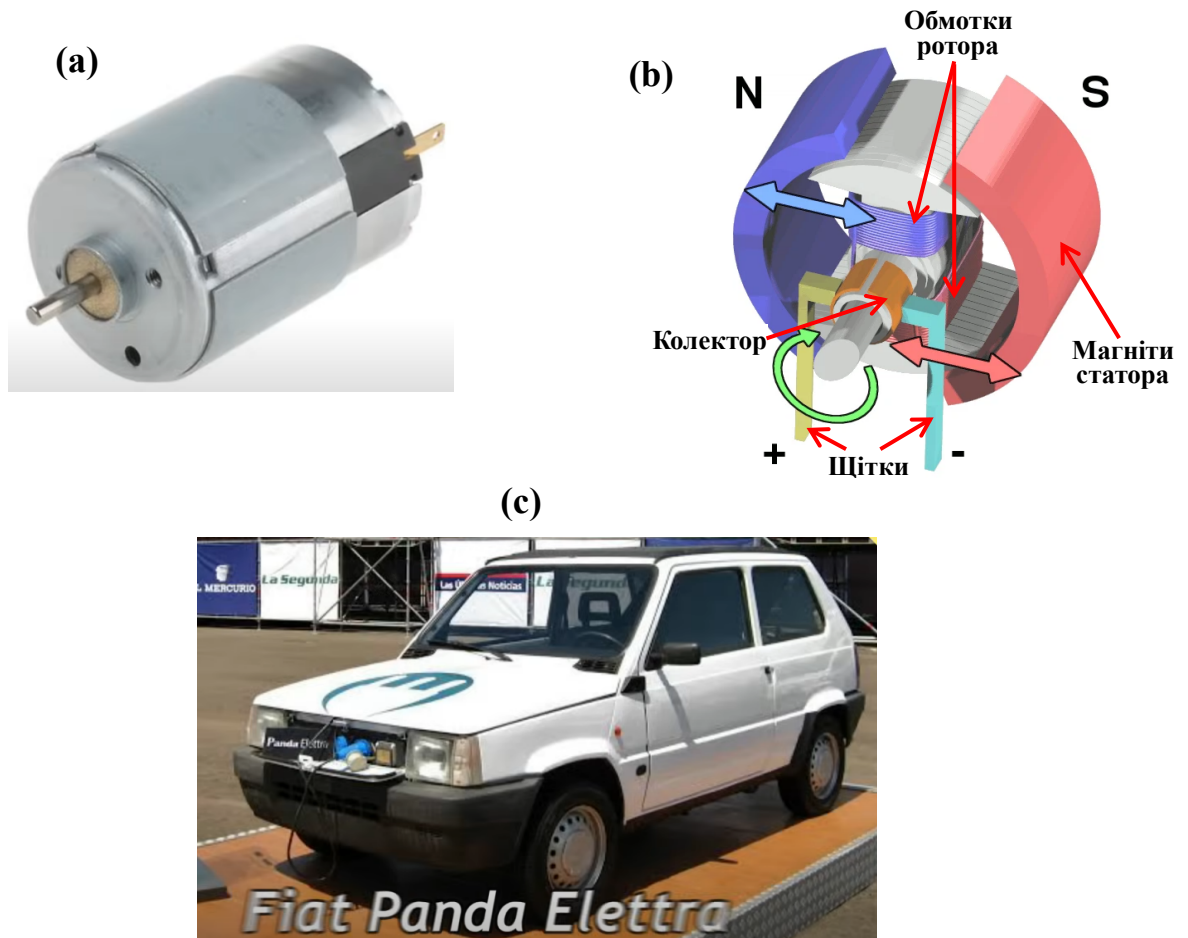 (a)
(b)
Обмотки
ротора
N
S
Колектор
Магніти
статора
+
Щітки
-
(c)
EL MERCURIO
La Segunda
Las Últimas Noticias
La Segunda
Panda Elettra
Fiat Panda Elettra